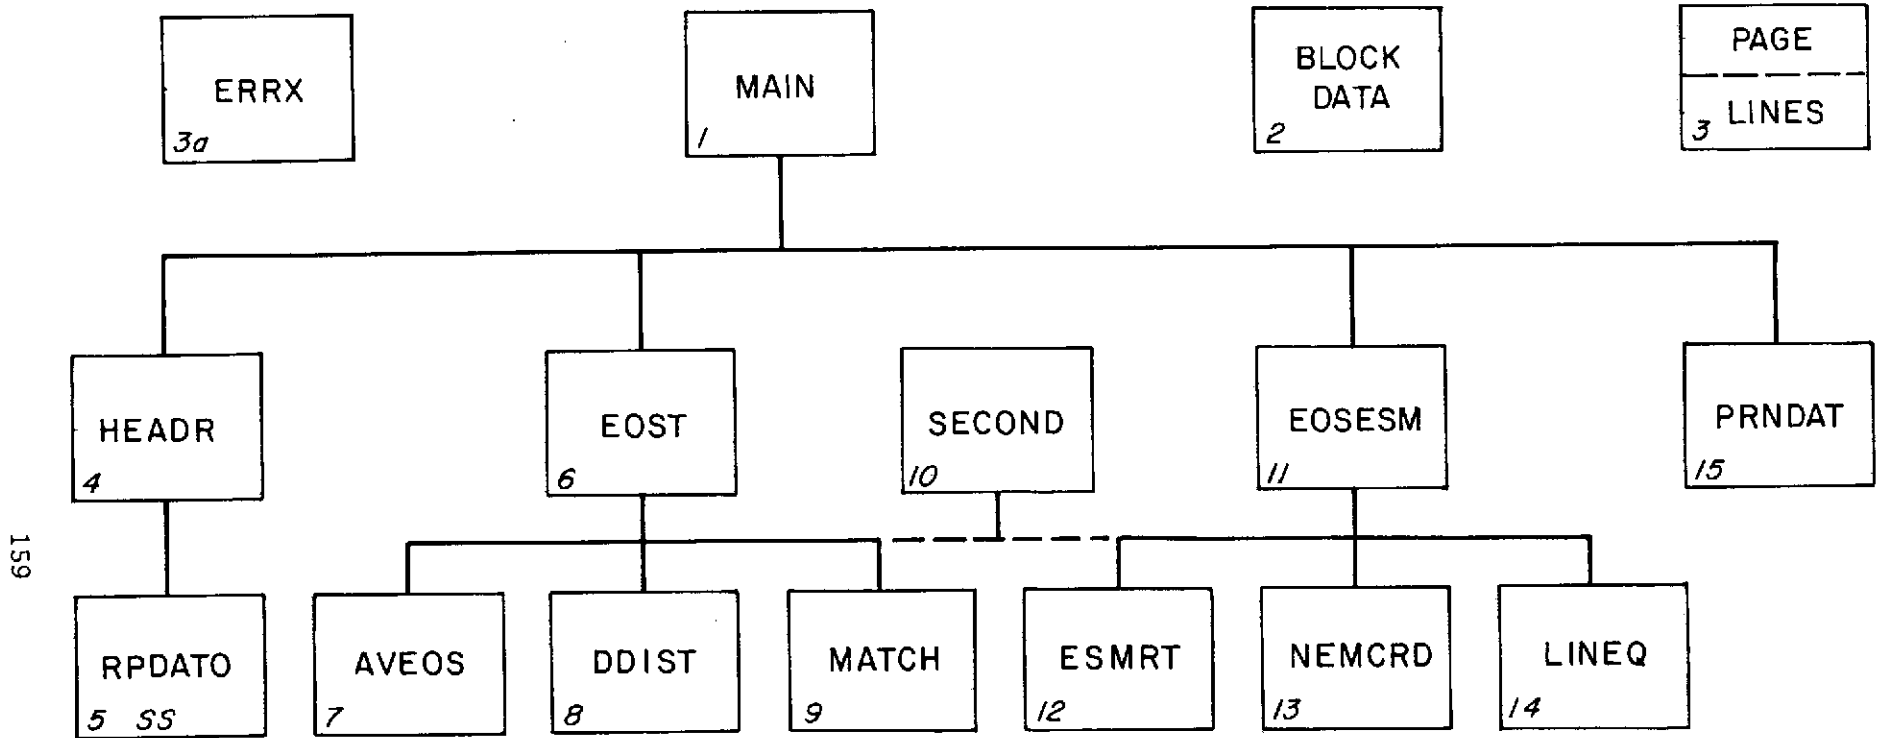 ERRX
3a
MAIN
1
BLOCK
DATA
2
PAGE
LINES
3
HEADR
4
EOST
6
SECOND
10
EOSESM
11
PRNDAT
15
159
RPDATO
5 SS
AVEOS
7
DDIST
8
MATCH
9
ESMRT
12
NEMCRD
13
LINEQ
14